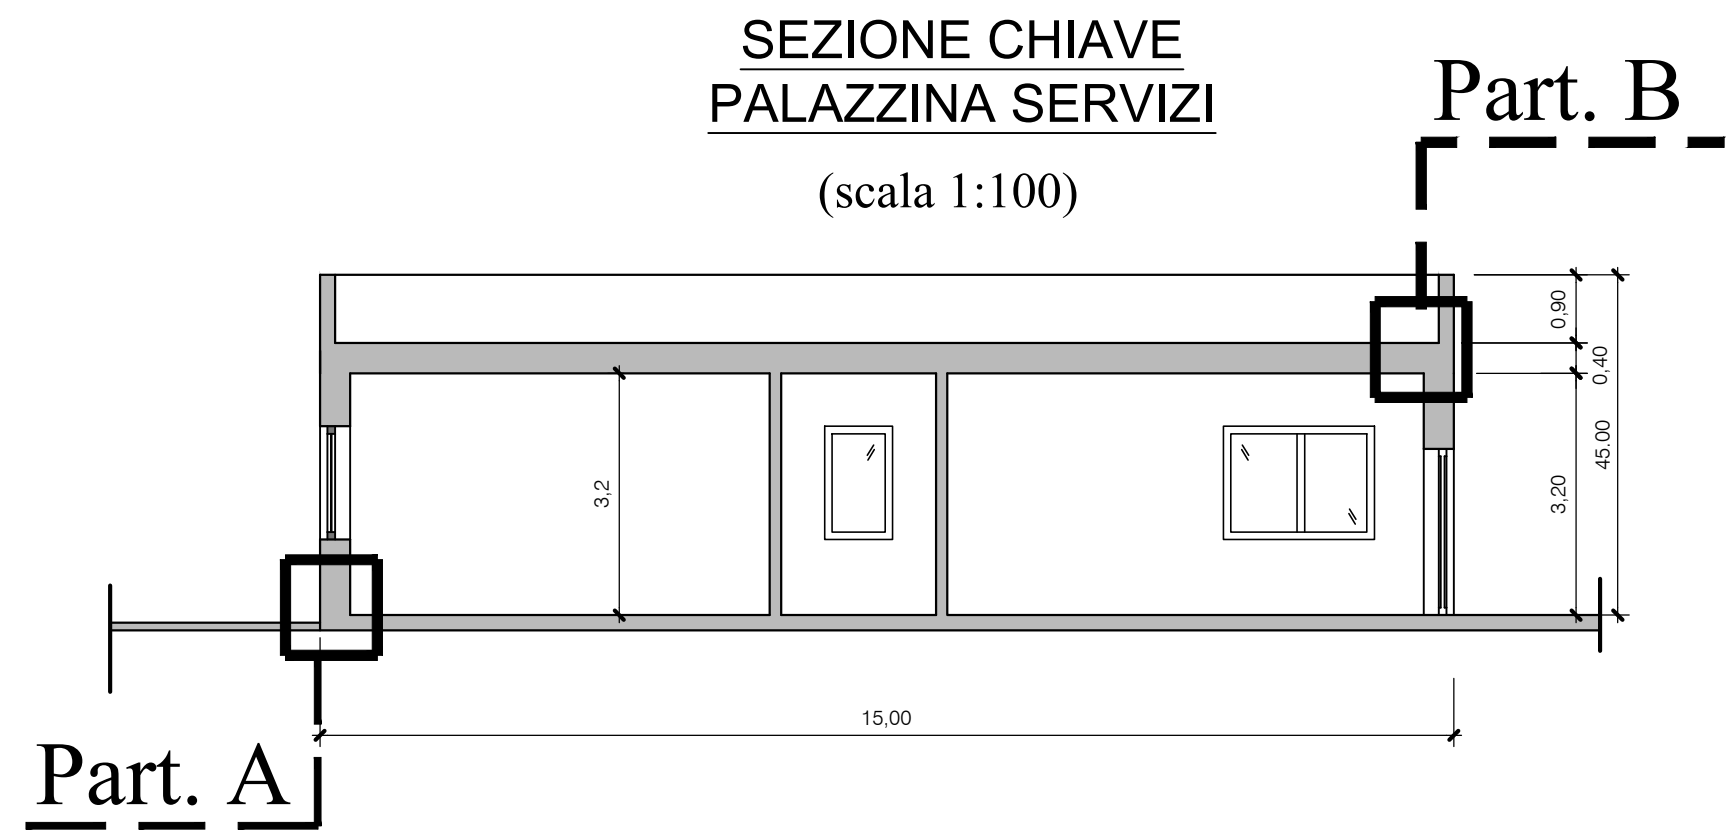 SEZIONE CHIAVE
PALAZZINA SERVIZI
(scala 1:100)
Part. B
0,90
0,40
45.00
3,20
3,2
15,00
Part. A